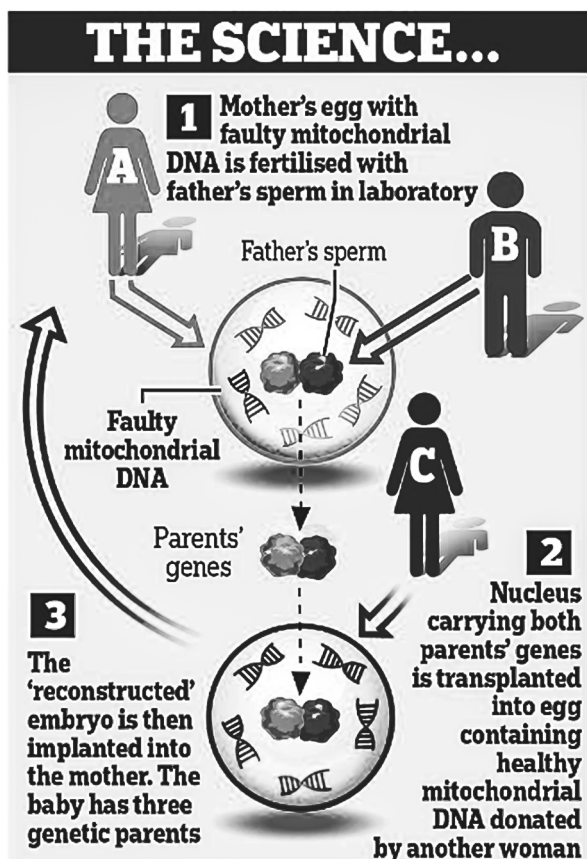 THE SCIENCE...
1 Mother's egg with
faulty mitochondrial
DNA is fertilised with
father's sperm in laboratory
A
B
Father's sperm
Faulty
mitochondrial
DNA
C
Parents'
genes
2
Nucleus
carrying both
parents' genes
is transplanted
into egg
containing
healthy
mitochondrial
DNA donated
by another woman
3
The
'reconstructed'
embryo is then
implanted into
the mother. The
baby has three
genetic parents